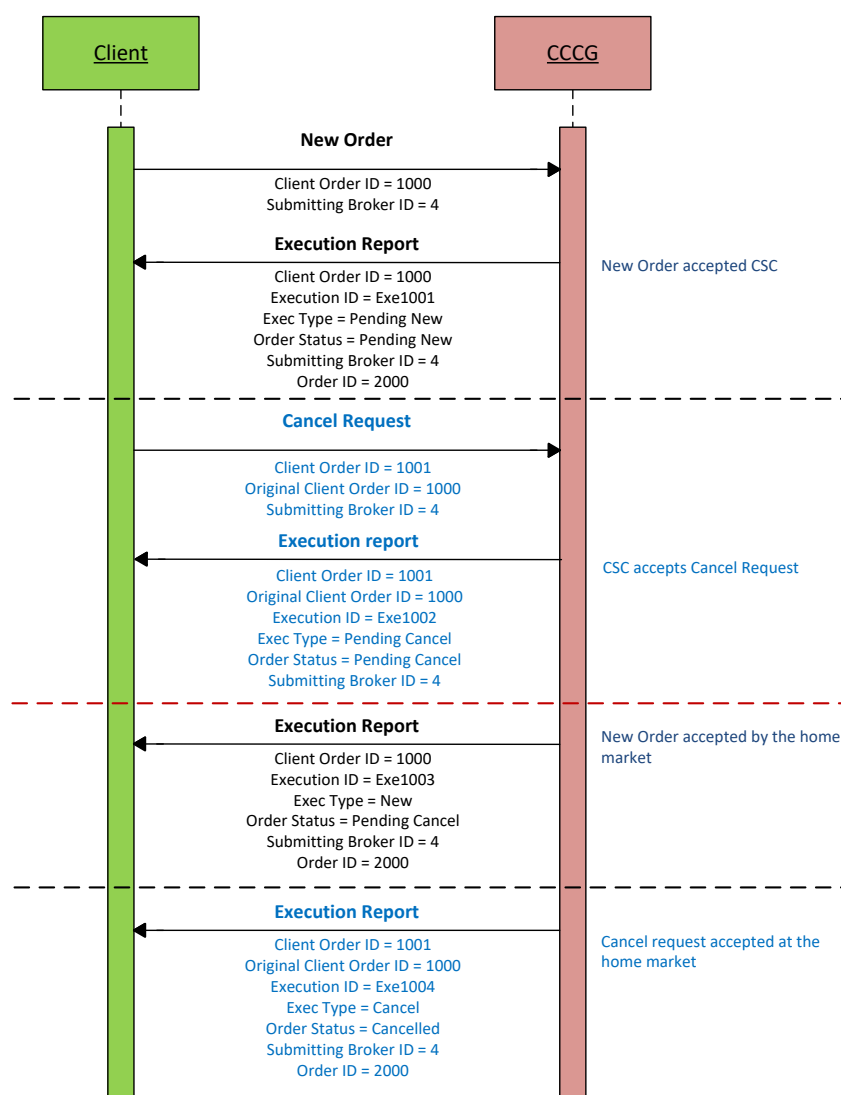 Client
CCCG
New Order
Client Order ID = 1000
Submitting Broker ID = 4
Execution Report
New Order accepted CSC
Client Order ID = 1000
Execution ID = Exe1001
Exec Type = Pending New
Order Status = Pending New
Submitting Broker ID = 4
Order ID = 2000
Cancel Request
Client Order ID = 1001
Original Client Order ID = 1000
Submitting Broker ID = 4
Execution report
CSC accepts Cancel Request
Client Order ID = 1001
Original Client Order ID = 1000
Execution ID = Exe1002
Exec Type = Pending Cancel
Order Status = Pending Cancel
Submitting Broker ID = 4
Execution Report
New Order accepted by the home
market
Client Order ID = 1000
Execution ID = Exe1003
Exec Type = New
Order Status = Pending Cancel
Submitting Broker ID = 4
Order ID = 2000
Execution Report
Cancel request accepted at the
home market
Client Order ID = 1001
Original Client Order ID = 1000
Execution ID = Exe1004
Exec Type = Cancel
Order Status = Cancelled
Submitting Broker ID = 4
Order ID = 2000